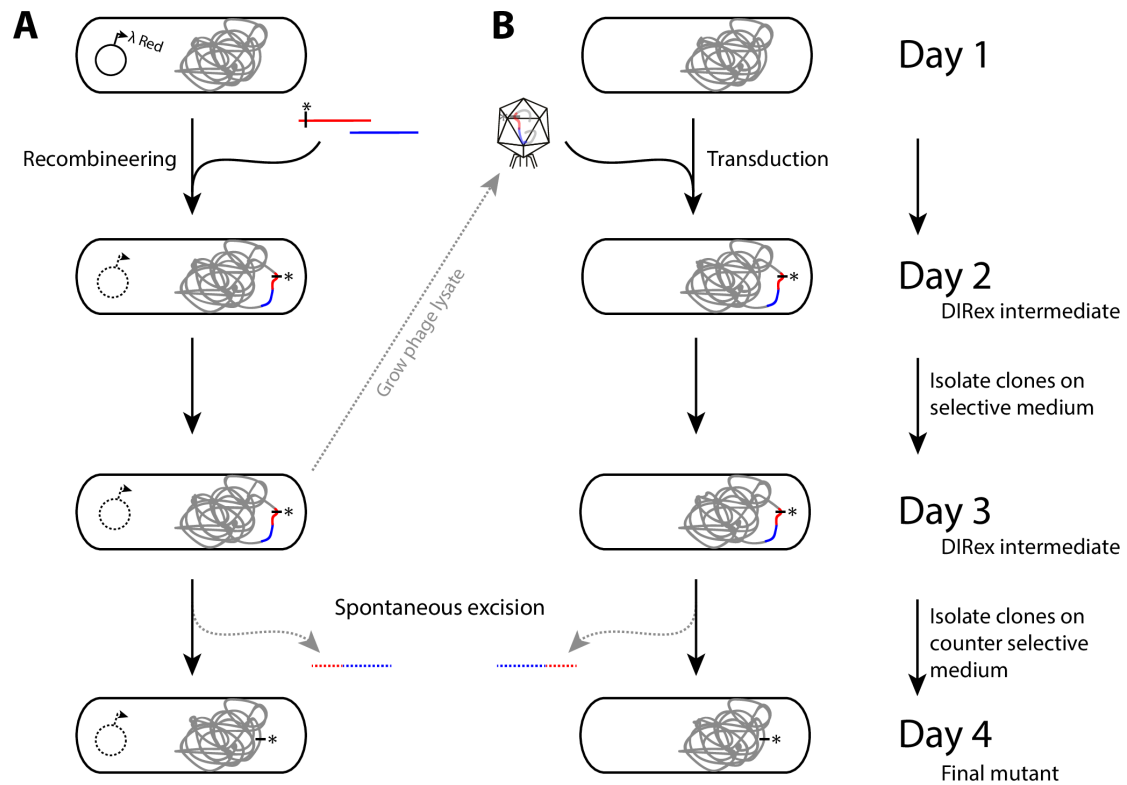 A
B
λ Red
Day 1
*
Recombineering
Transduction
*
*
Day 2
DIRex intermediate
Grow phage lysate
Isolate clones on
selective medium
*
*
Day 3
DIRex intermediate
Spontaneous excision
Isolate clones on
counter selective
medium
*
*
Day 4
Final mutant